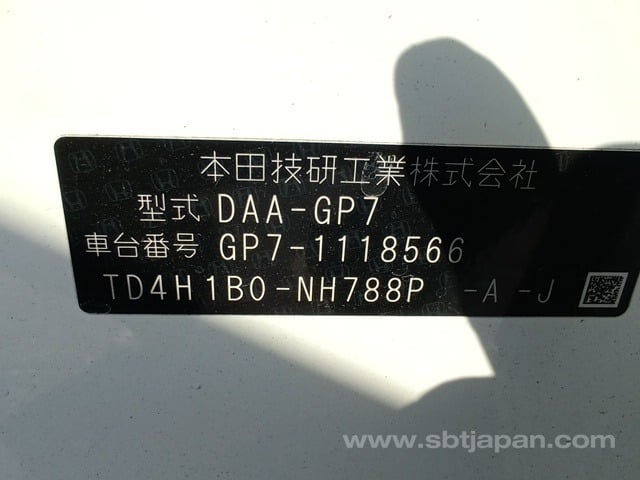 本田技研工業株式会社
型式 DAA-GP7
車台番号 GP7-1118566
TD4H1B0-NH788P -A -J
www.sbtjapan.com